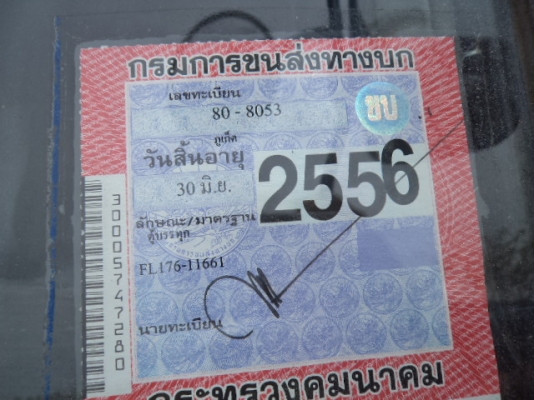 กรมการขนส่งทางบก
เลขทะเบียน
ขบ
80 - 8053
ภูเก็ต
วันสิ้นอายุ
30 มิ.ย.
2556
ลักษณะ/มาตรฐาน
ตู้บรรทุก
FL176-11661
นายทะเบียน
30005747280
กระทรวงคมนาคม